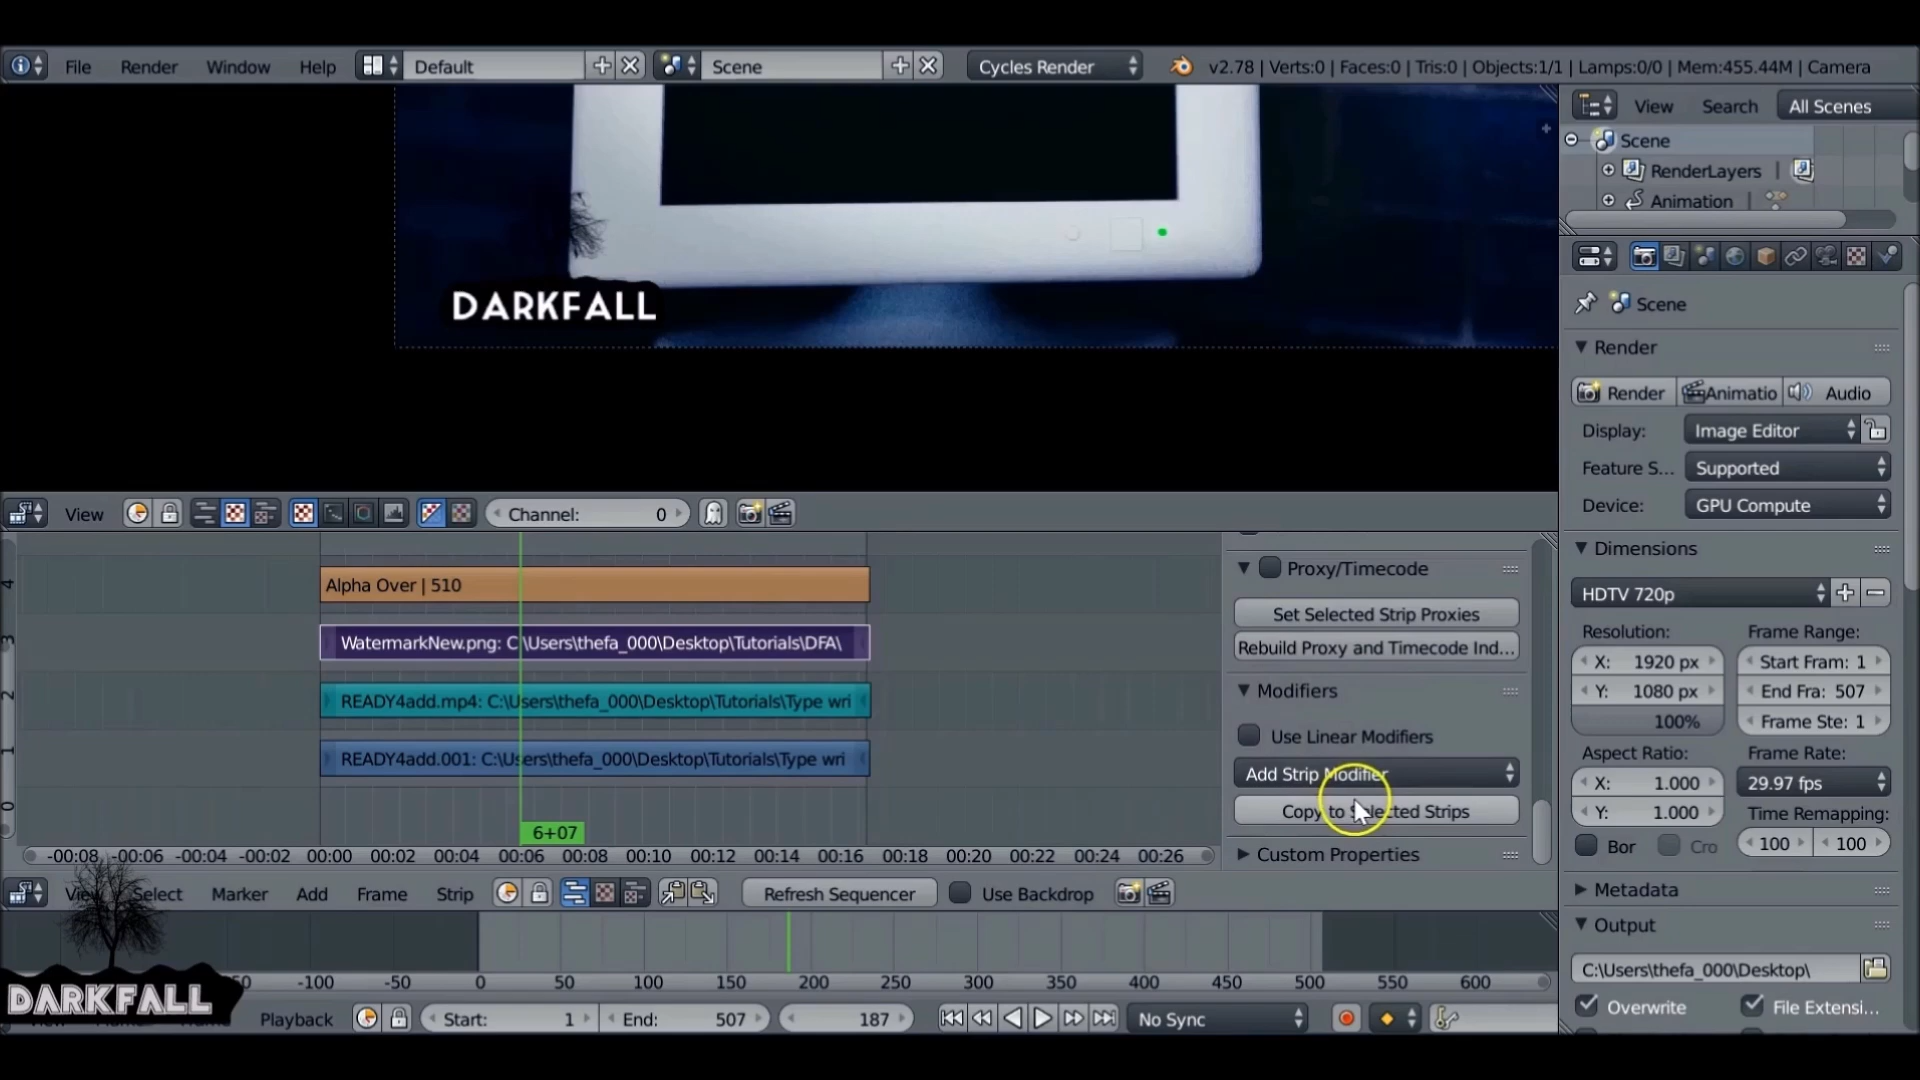 File Render Window Help Default Scene Cycles Render v2.78 | Verts:0 | Faces:0 | Tris:0 | Objects:1/1 | Lamps:0/0 | Mem:455.44M | Camera
View Search All Scenes
Scene
RenderLayers
Animation
DARKFALL
Scene
Render
Render Animatio Audio
Display: Image Editor
Feature S... Supported
Device: GPU Compute
View Channel: 0
Dimensions
HDTV 720p
Resolution: Frame Range:
X: 1920 px Start Fram: 1
Y: 1080 px End Fra: 507
100% Frame Ste: 1
Aspect Ratio: Frame Rate:
X: 1.000 29.97 fps
Y: 1.000 Time Remapping:
Bor Cro 100 100
Metadata
Output
C:\Users\thefa_000\Desktop\
Overwrite File Extensi...
4 Alpha Over | 510
3 WatermarkNew.png: C:\Users\thefa_000\Desktop\Tutorials\DFA\
2 READY4add.mp4: C:\Users\thefa_000\Desktop\Tutorials\Type wri
1 READY4add.001: C:\Users\thefa_000\Desktop\Tutorials\Type wri
0
6+07
-00:08 -00:06 -00:04 -00:02 00:00 00:02 00:04 00:06 00:08 00:10 00:12 00:14 00:16 00:18 00:20 00:22 00:24 00:26
Proxy/Timecode
Set Selected Strip Proxies
Rebuild Proxy and Timecode Ind...
Modifiers
Use Linear Modifiers
Add Strip Modifier
Copy to Selected Strips
Custom Properties
View Select Marker Add Frame Strip Refresh Sequencer Use Backdrop
-100 -50 0 50 100 150 200 250 300 350 400 450 500 550 600
DARKFALL
Playback Start: 1 End: 507 187 No Sync